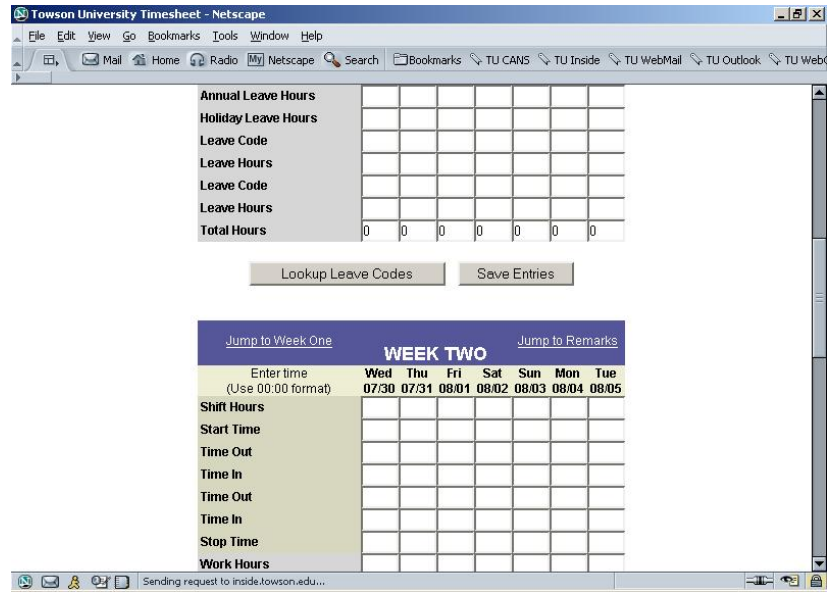 Towson University Timesheet - Netscape
File Edit View Go Bookmarks Tools Window Help
Mail Home Radio My Netscape Search Bookmarks TU CANS TU Inside TU WebMail TU Outlook TU Web
Annual Leave Hours
Holiday Leave Hours
Leave Code
Leave Hours
Leave Code
Leave Hours
Total Hours 0 0 0 0 0 0 0
Lookup Leave Codes Save Entries
Jump to Week One WEEK TWO Jump to Remarks
Enter time Wed Thu Fri Sat Sun Mon Tue
(Use 00:00 format) 07/30 07/31 08/01 08/02 08/03 08/04 08/05
Shift Hours
Start Time
Time Out
Time In
Time Out
Time In
Stop Time
Work Hours
Sending request to inside.towson.edu...